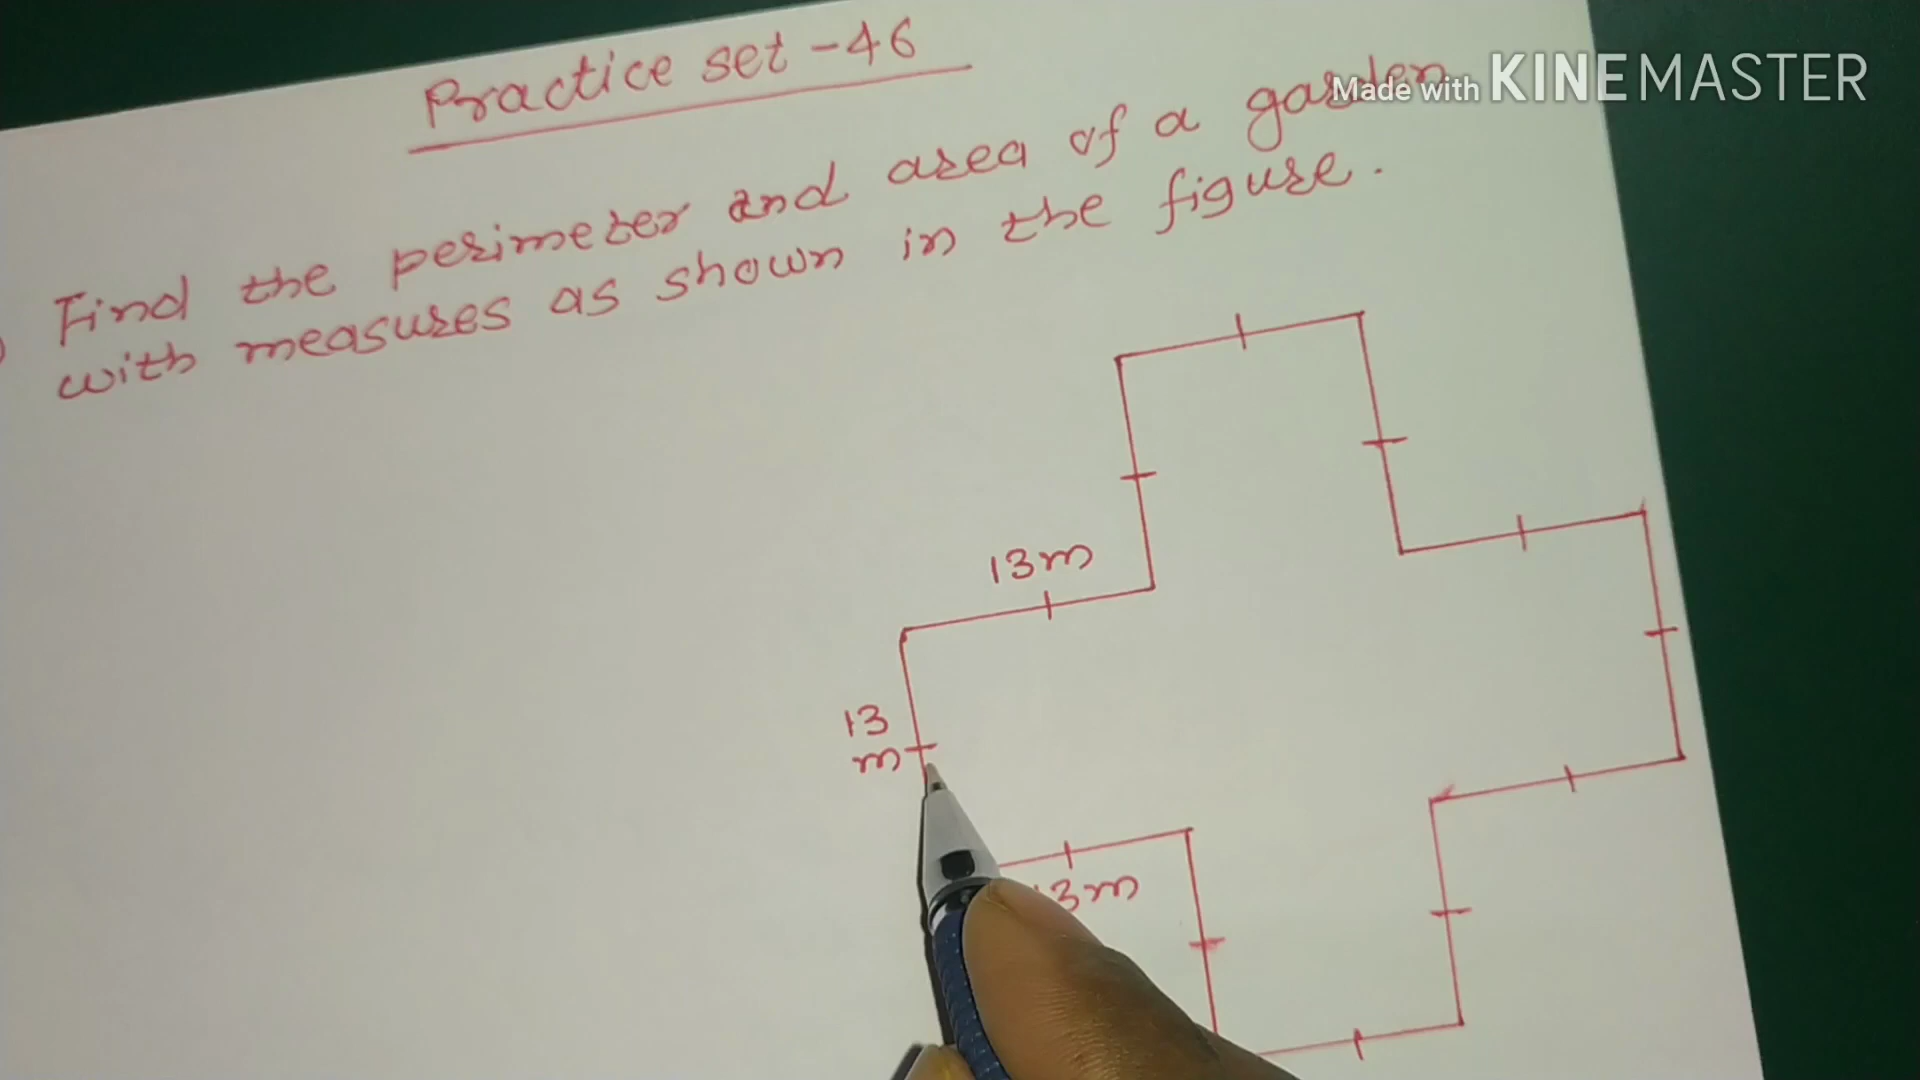 Practice set - 46
Made with KINEMASTER
Find the perimeter and area of a garden
with measures as shown in the figure.
13m
13
m
3m